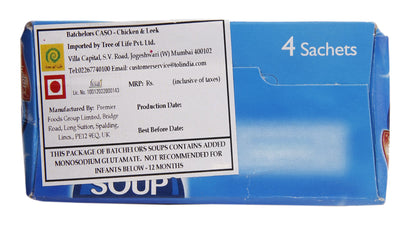 Batchelors CASO - Chicken & Leek
Imported by Tree of Life Pvt. Ltd.
Villa Capital, S.V. Road, Jogeshwari (W) Mumbai 400102
Tel:02267740100 Email: customerservice@tolindia.com
MRP: Rs. (inclusive of taxes)
Lic. No. 10012022000143
Manufactured By: Premier
Foods Group Limited, Bridge
Road, Long Sutton, Spalding,
Lincs., PE12 9EQ, UK
Production Date:
Best Before Date:
THIS PACKAGE OF BATCHELORS SOUPS CONTAINS ADDED
MONOSODIUM GLUTAMATE. NOT RECOMMENDED FOR
INFANTS BELOW - 12 MONTHS
4 Sachets
SOUP